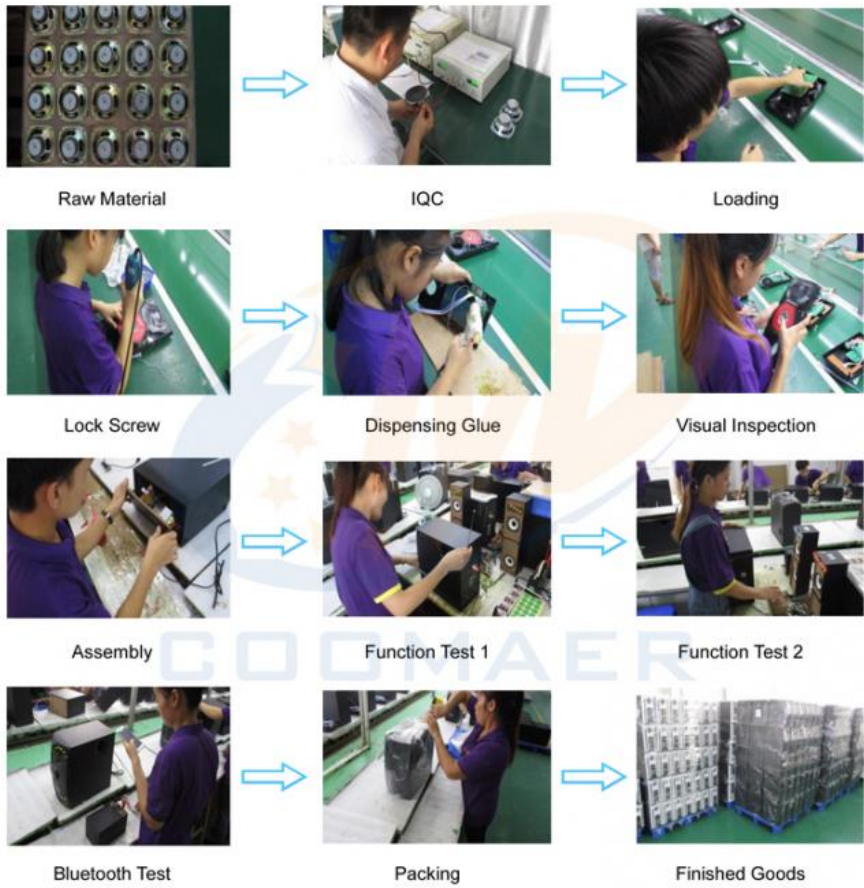 Raw Material
IQC
Loading
Lock Screw
Dispensing Glue
Visual Inspection
Assembly
Function Test 1
Function Test 2
COOMAER
Bluetooth Test
Packing
Finished Goods